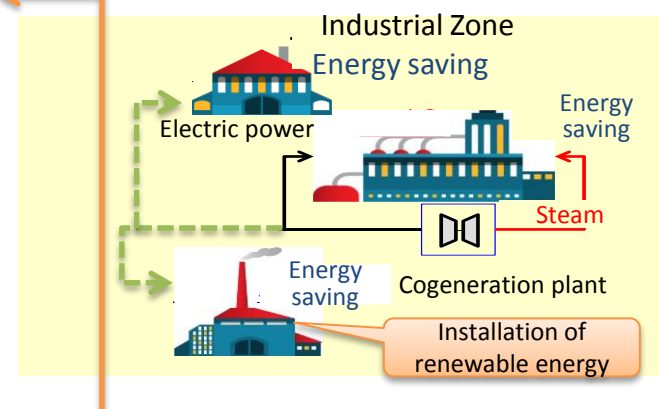 Industrial Zone
Energy saving
Energy
saving
Electric power
Steam
Energy
saving
Cogeneration plant
Installation of
renewable energy